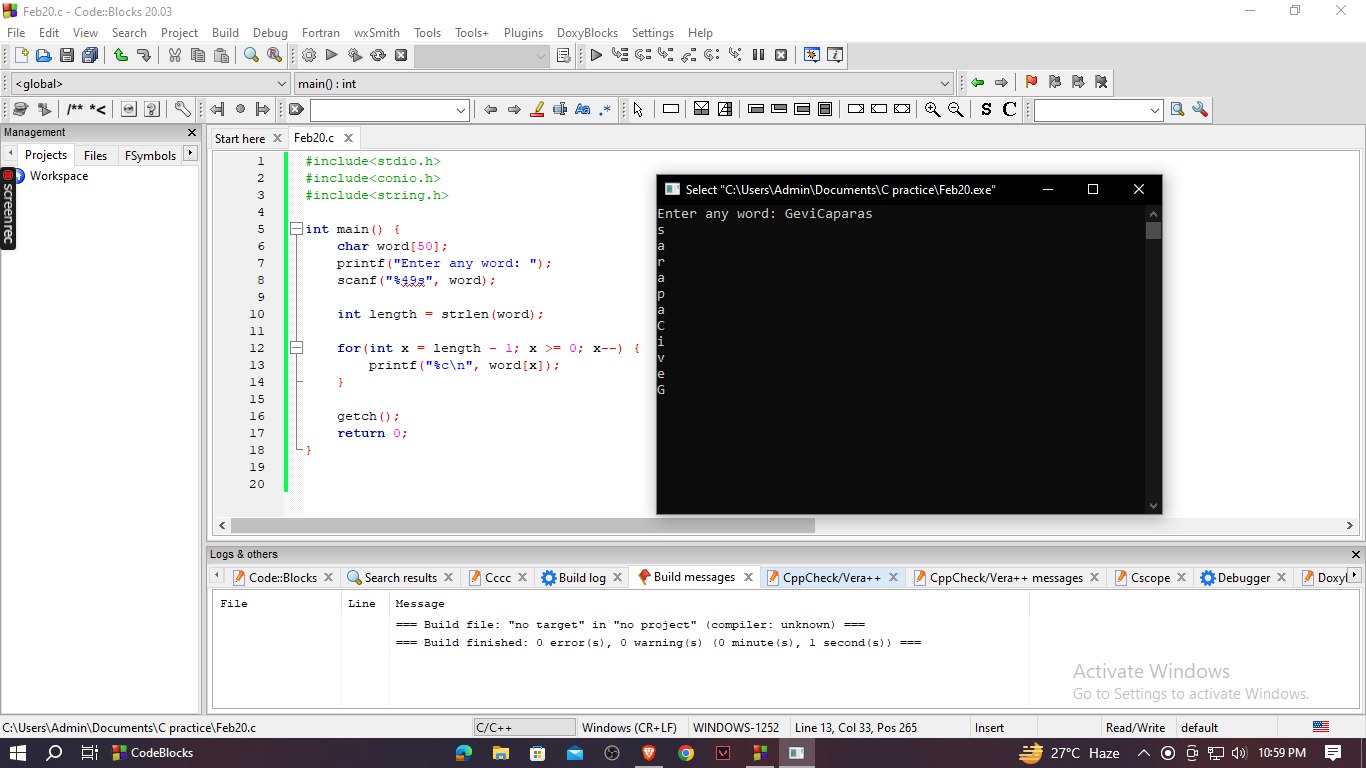 Feb20.c - Code::Blocks 20.03
File Edit View Search Project Build Debug Fortran wxSmith Tools Tools+ Plugins DoxyBlocks Settings Help
<global>
main() : int
/** *<
Aa .*
S C
Management
Projects Files FSymbols
Workspace
screenrec
Start here
Feb20.c
1 #include<stdio.h>
2 #include<conio.h>
3 #include<string.h>
4
5 int main() {
6 char word[50];
7 printf("Enter any word: ");
8 scanf("%49s", word);
9
10 int length = strlen(word);
11
12 for(int x = length - 1; x >= 0; x--) {
13 printf("%c\n", word[x]);
14 }
15
16 getch();
17 return 0;
18 }
19
20
Select "C:\Users\Admin\Documents\C practice\Feb20.exe"
Enter any word: GeviCaparas
s
a
r
a
p
a
C
i
v
e
G
Logs & others
Code::Blocks Search results Cccc Build log Build messages CppCheck/Vera++ CppCheck/Vera++ messages Cscope Debugger Doxyl
File Line Message
=== Build file: "no target" in "no project" (compiler: unknown) ===
=== Build finished: 0 error(s), 0 warning(s) (0 minute(s), 1 second(s)) ===
Activate Windows
Go to Settings to activate Windows.
C:\Users\Admin\Documents\C practice\Feb20.c C/C++ Windows (CR+LF) WINDOWS-1252 Line 13, Col 33, Pos 265 Insert Read/Write default
CodeBlocks 27°C Haze 10:59 PM